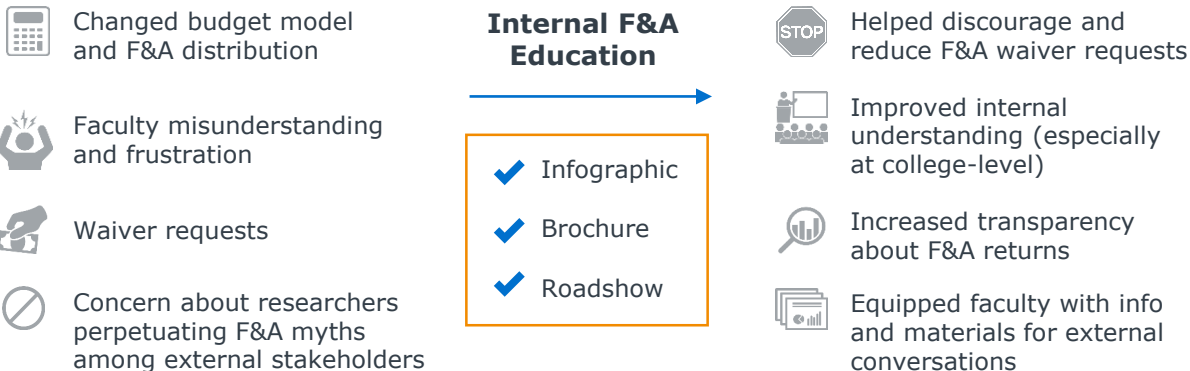 Changed budget model
and F&A distribution
Faculty misunderstanding
and frustration
Waiver requests
Concern about researchers
perpetuating F&A myths
among external stakeholders
Internal F&A
Education
Infographic
Brochure
Roadshow
STOP
Helped discourage and
reduce F&A waiver requests
Improved internal
understanding (especially
at college-level)
Increased transparency
about F&A returns
Equipped faculty with info
and materials for external
conversations